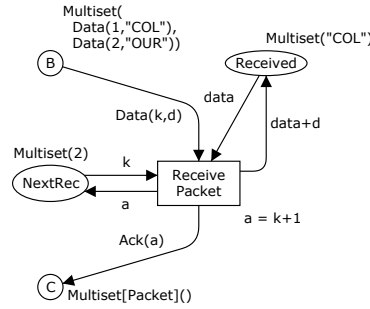 Multiset(
Data(1,"COL"),
Data(2,"OUR"))
B
Multiset("COL")
Received
data
Data(k,d)
data+d
Multiset(2)
k
NextRec
a
Receive
Packet
a = k+1
Ack(a)
C
Multiset[Packet]()